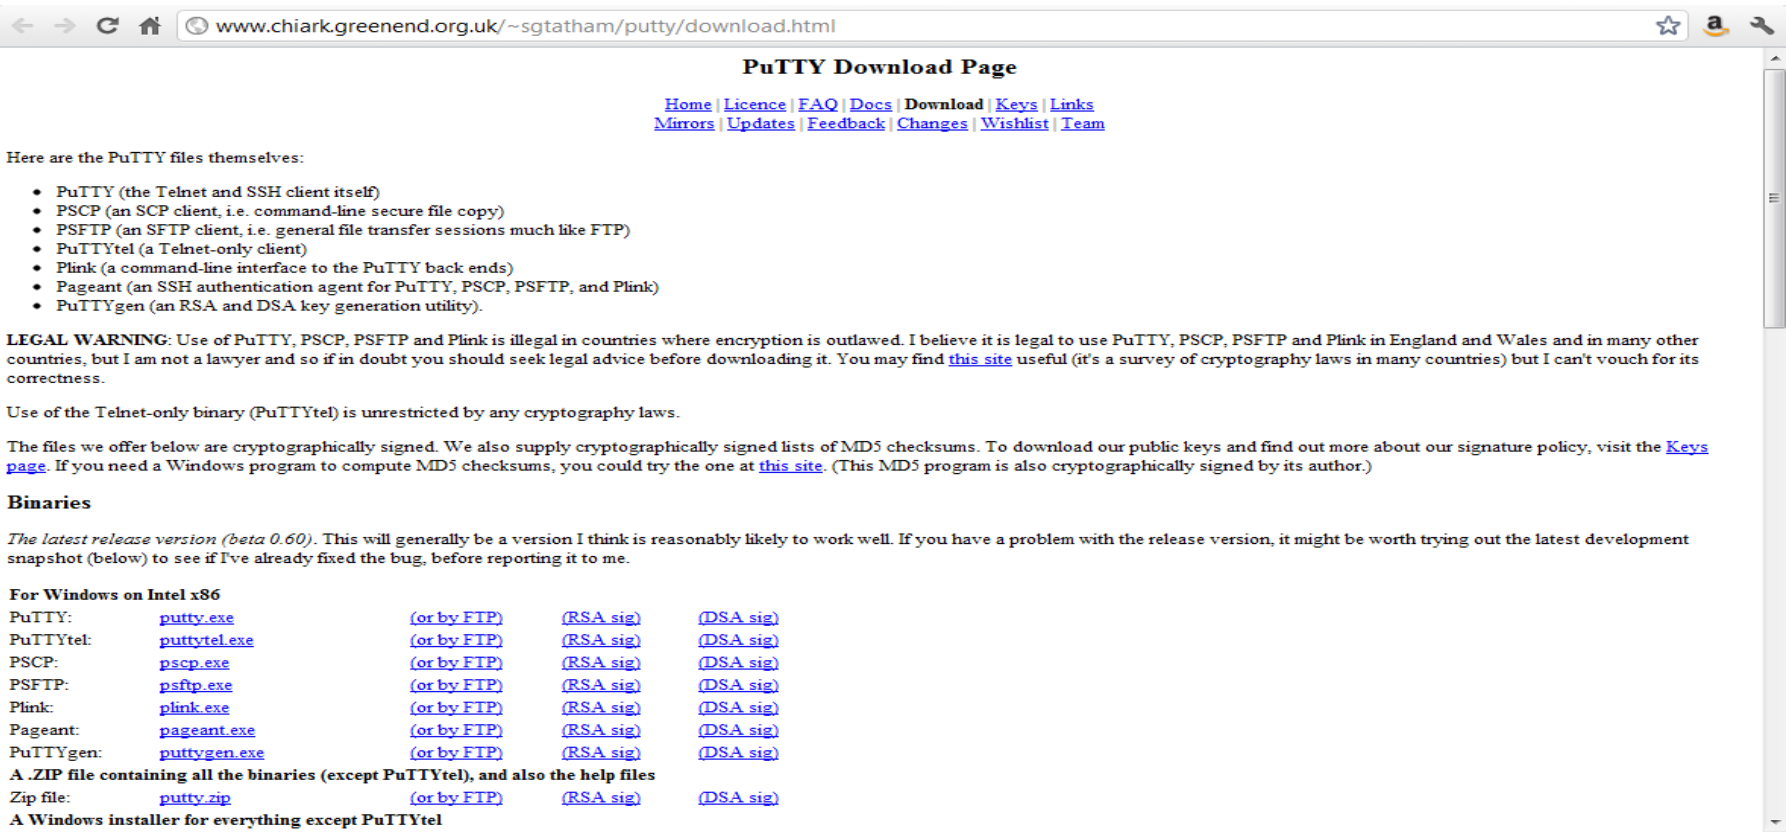 www.chiark.greenend.org.uk/~sgtatham/putty/download.html
PuTTY Download Page
Home | Licence | FAQ | Docs | Download | Keys | Links
Mirrors | Updates | Feedback | Changes | Wishlist | Team
Here are the PuTTY files themselves:
• PuTTY (the Telnet and SSH client itself)
• PSCP (an SCP client, i.e. command-line secure file copy)
• PSFTP (an SFTP client, i.e. general file transfer sessions much like FTP)
• PuTTYtel (a Telnet-only client)
• Plink (a command-line interface to the PuTTY back ends)
• Pageant (an SSH authentication agent for PuTTY, PSCP, PSFTP, and Plink)
• PuTTYgen (an RSA and DSA key generation utility).
LEGAL WARNING: Use of PuTTY, PSCP, PSFTP and Plink is illegal in countries where encryption is outlawed. I believe it is legal to use PuTTY, PSCP, PSFTP and Plink in England and Wales and in many other
countries, but I am not a lawyer and so if in doubt you should seek legal advice before downloading it. You may find this site useful (it's a survey of cryptography laws in many countries) but I can't vouch for its
correctness.
Use of the Telnet-only binary (PuTTYtel) is unrestricted by any cryptography laws.
The files we offer below are cryptographically signed. We also supply cryptographically signed lists of MD5 checksums. To download our public keys and find out more about our signature policy, visit the Keys
page. If you need a Windows program to compute MD5 checksums, you could try the one at this site. (This MD5 program is also cryptographically signed by its author.)
Binaries
The latest release version (beta 0.60). This will generally be a version I think is reasonably likely to work well. If you have a problem with the release version, it might be worth trying out the latest development
snapshot (below) to see if I've already fixed the bug, before reporting it to me.
For Windows on Intel x86
PuTTY: putty.exe (or by FTP) (RSA sig) (DSA sig)
PuTTYtel: puttytel.exe (or by FTP) (RSA sig) (DSA sig)
PSCP: pscp.exe (or by FTP) (RSA sig) (DSA sig)
PSFTP: psftp.exe (or by FTP) (RSA sig) (DSA sig)
Plink: plink.exe (or by FTP) (RSA sig) (DSA sig)
Pageant: pageant.exe (or by FTP) (RSA sig) (DSA sig)
PuTTYgen: puttygen.exe (or by FTP) (RSA sig) (DSA sig)
A .ZIP file containing all the binaries (except PuTTYtel), and also the help files
Zip file: putty.zip (or by FTP) (RSA sig) (DSA sig)
A Windows installer for everything except PuTTYtel